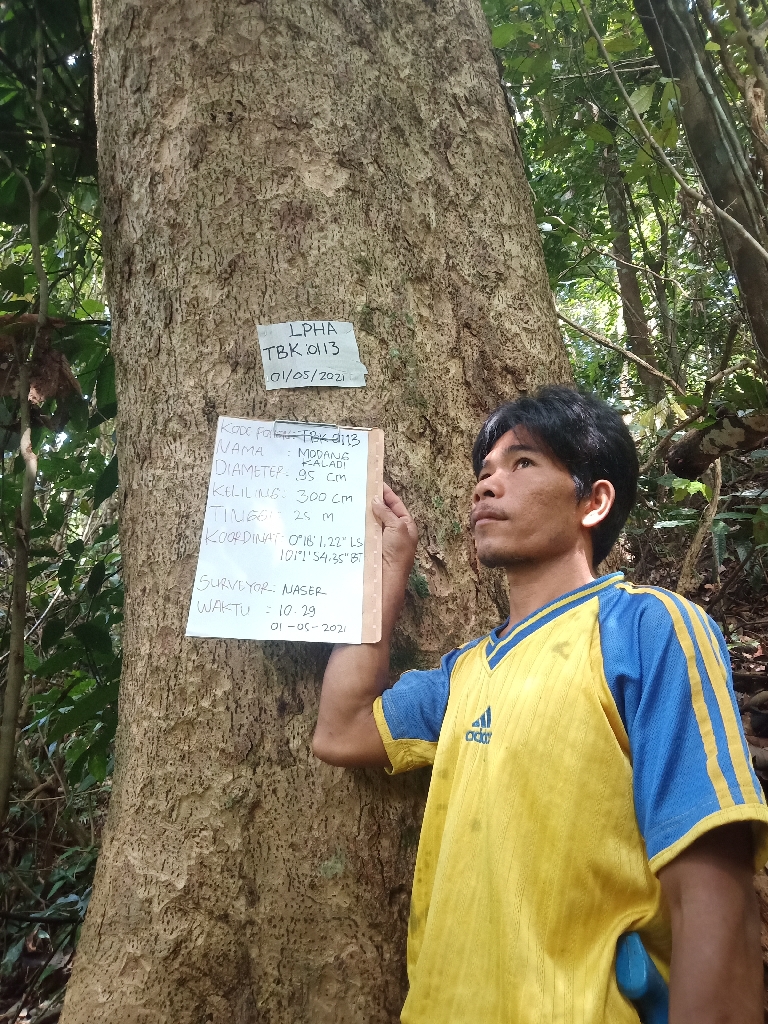 LPHA
TBK:0113
01/05/2021
KODE POHON: TBK 0113
NAMA : MODANG
KALADI
DIAMETER: 95 CM
KELILING: 300 CM
TINGGI: 25 M
KOORDINAT: 0°18'1.22" LS
101°1'54.35" BT
SURVEYOR: NASER
WAKTU : 10.29
01-05-2021
adidas